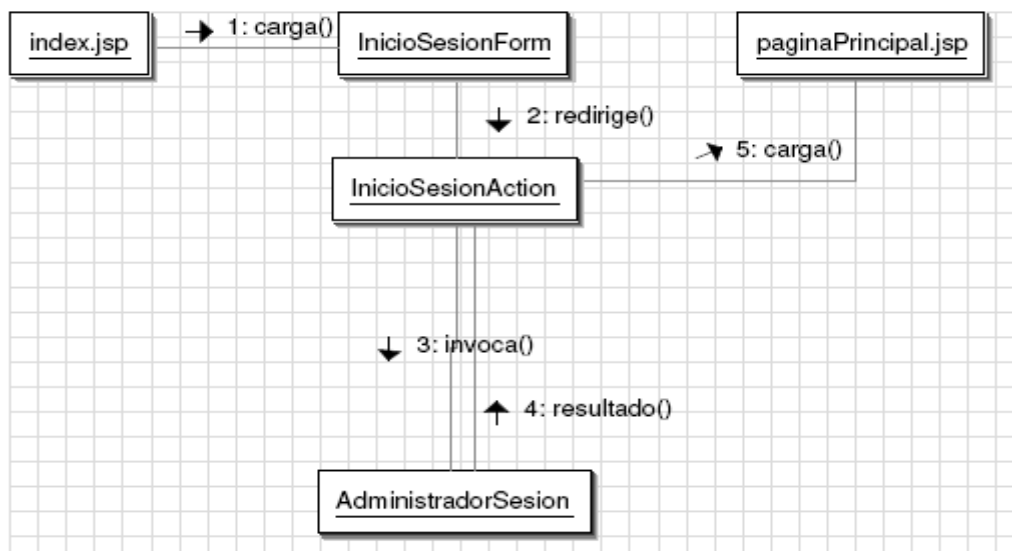 index.jsp
1: carga()
InicioSesionForm
paginaPrincipal.jsp
2: redirige()
5: carga()
InicioSesionAction
3: invoca()
4: resultado()
AdministradorSesion